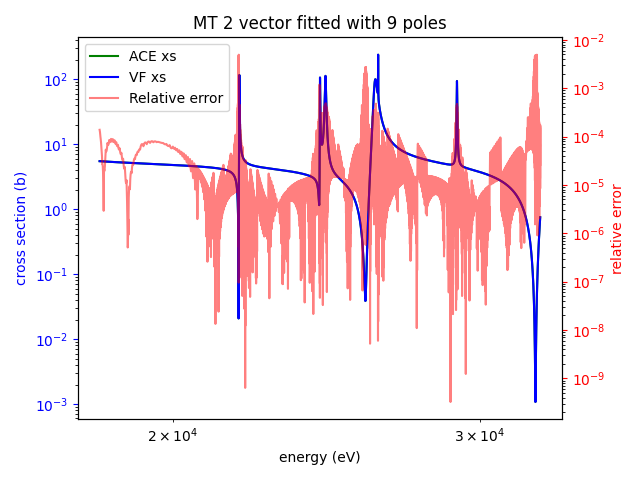 MT 2 vector fitted with 9 poles
ACE xs
VF xs
Relative error
cross section (b)
10²
10¹
10⁰
10⁻¹
10⁻²
10⁻³
10⁻²
10⁻³
10⁻⁴
10⁻⁵
10⁻⁶
10⁻⁷
10⁻⁸
10⁻⁹
relative error
2 × 10⁴
3 × 10⁴
energy (eV)